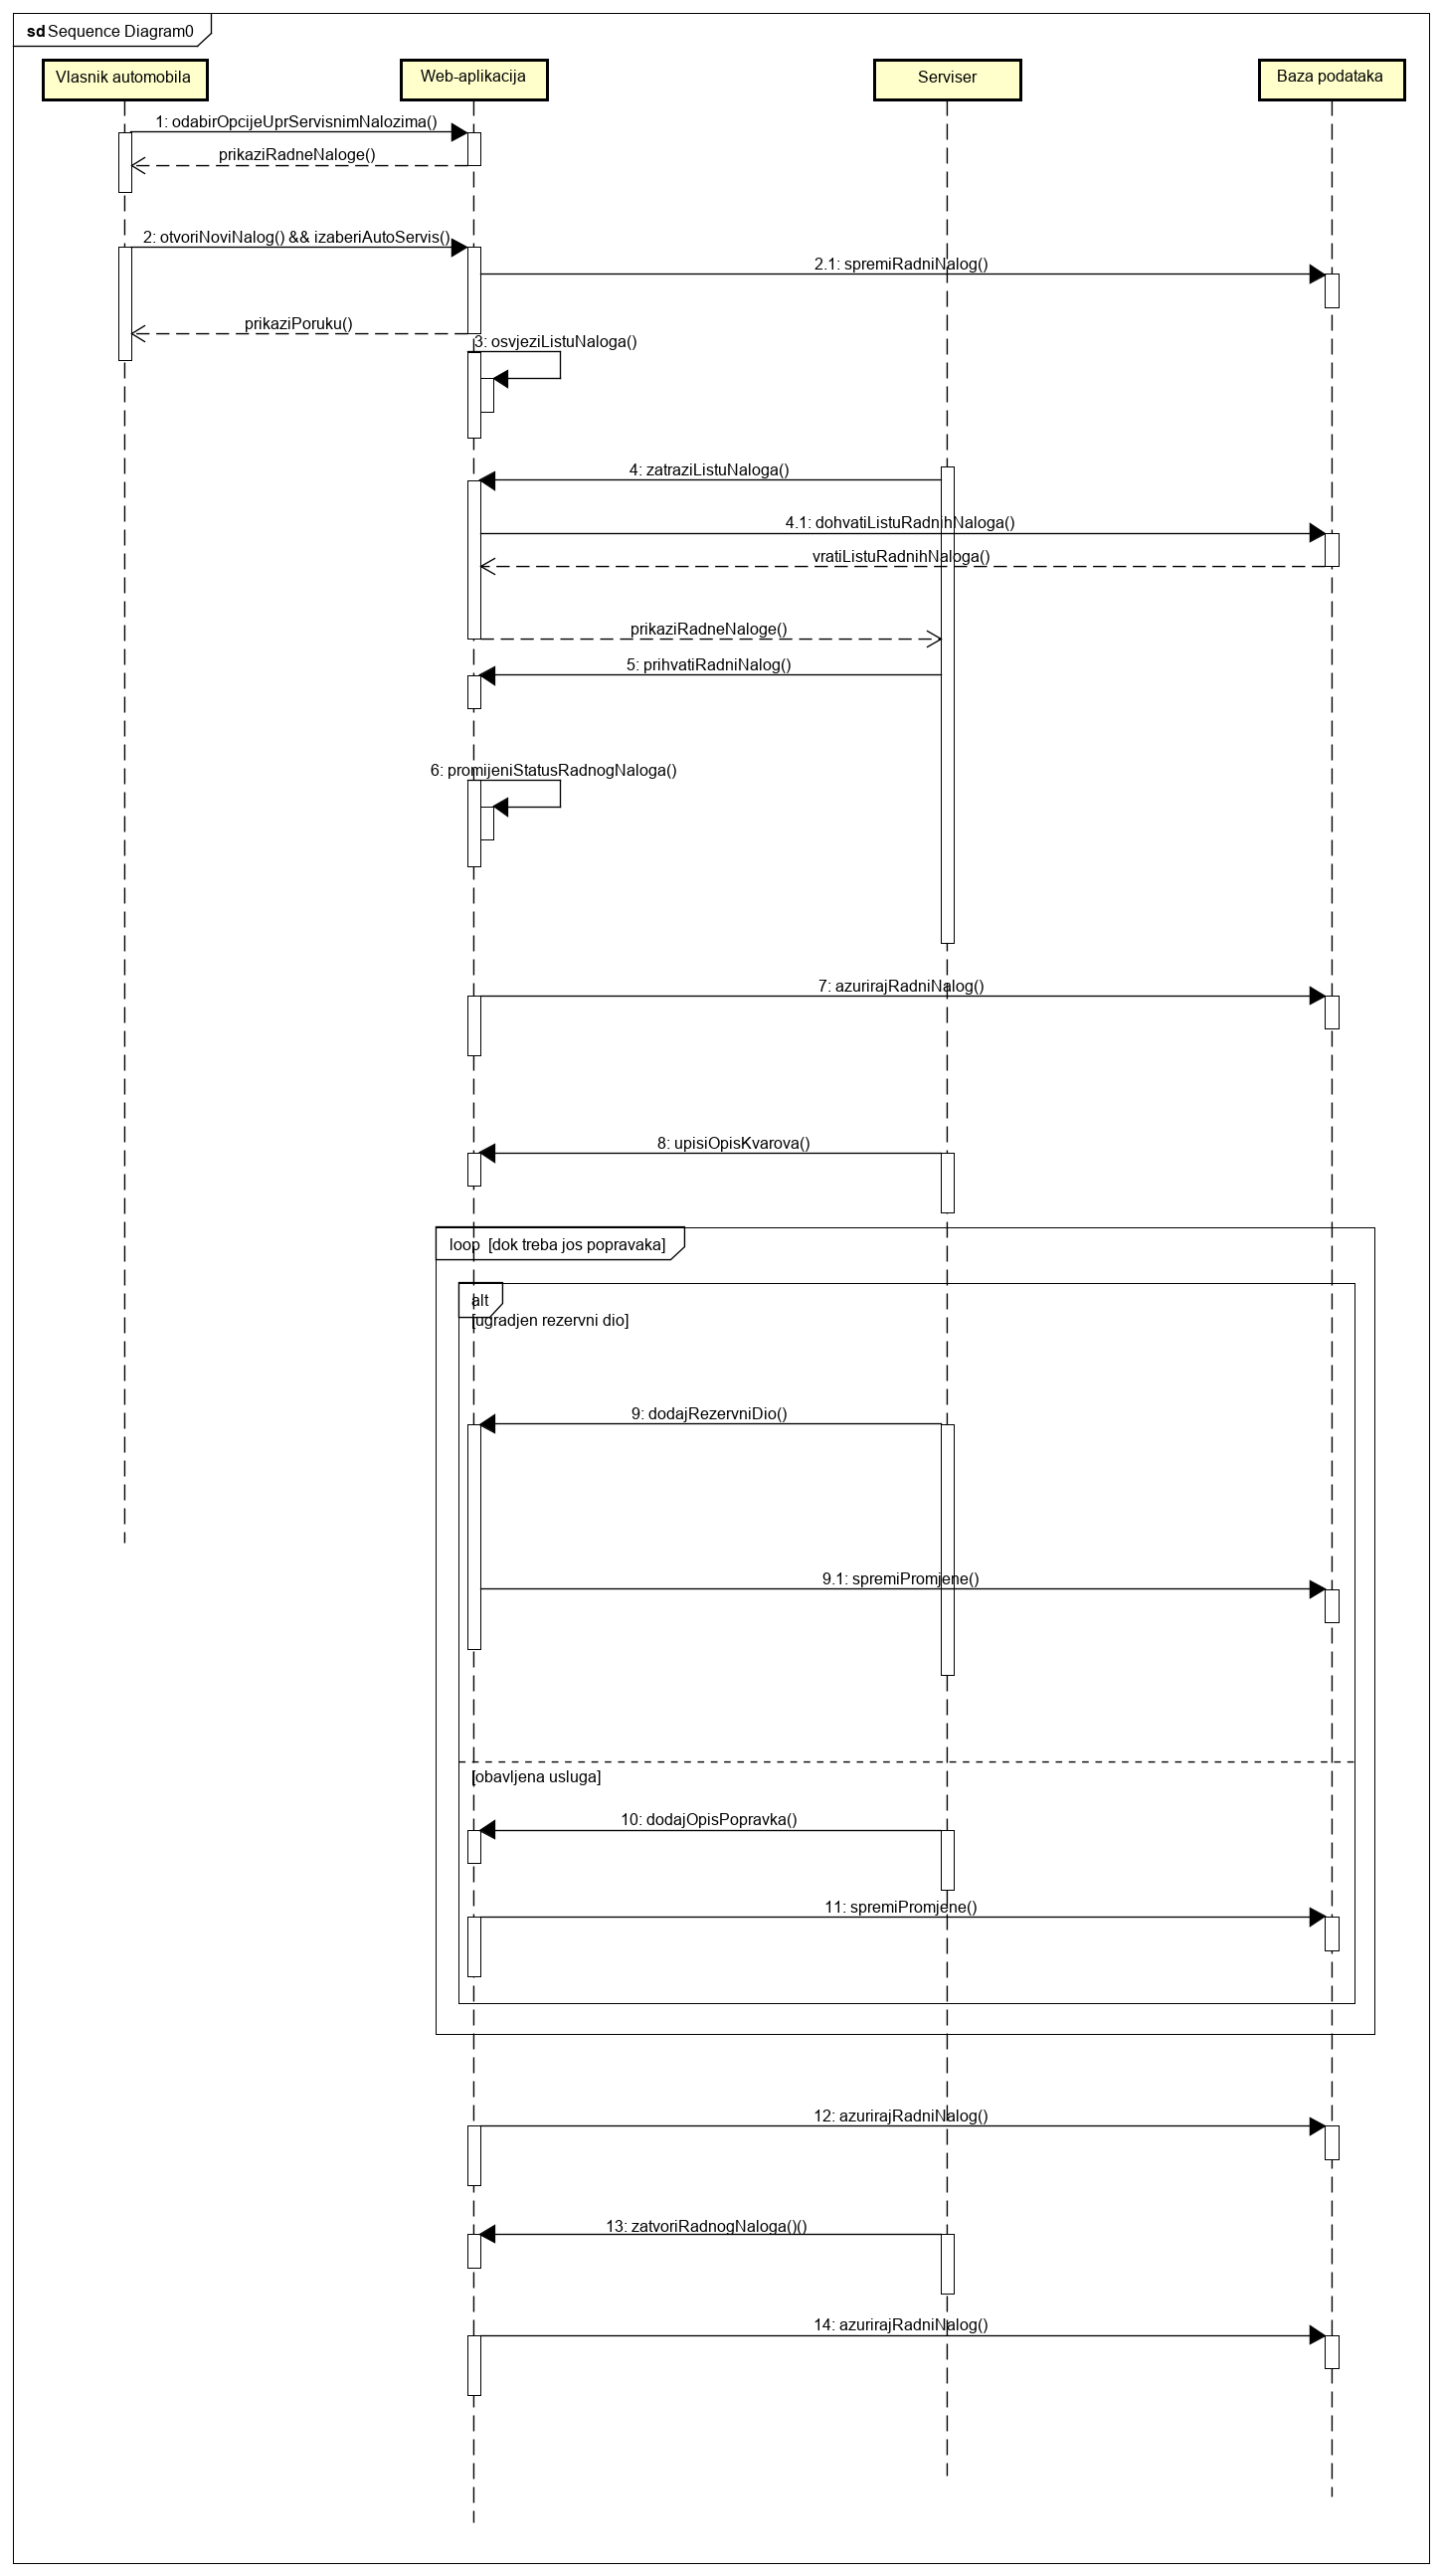 sd Sequence Diagram0
Vlasnik automobila
Web-aplikacija
Serviser
Baza podataka
1: odabirOpcijeUprServisnimNalozima()
prikaziRadneNaloge()
2: otvoriNoviNalog() && izaberiAutoServis()
2.1: spremiRadniNalog()
prikaziPoruku()
3: osvjeziListuNaloga()
4: zatraziListuNaloga()
4.1: dohvatiListuRadnihNaloga()
vratiListuRadnihNaloga()
prikaziRadneNaloge()
5: prihvatiRadniNalog()
6: promijeniStatusRadnogNaloga()
7: azurirajRadniNalog()
8: upisiOpisKvarova()
loop [dok treba jos popravaka]
alt
[ugradjen rezervni dio]
9: dodajRezervniDio()
9.1: spremiPromjene()
[obavljena usluga]
10: dodajOpisPopravka()
11: spremiPromjene()
12: azurirajRadniNalog()
13: zatvoriRadnogNaloga()()
14: azurirajRadniNalog()